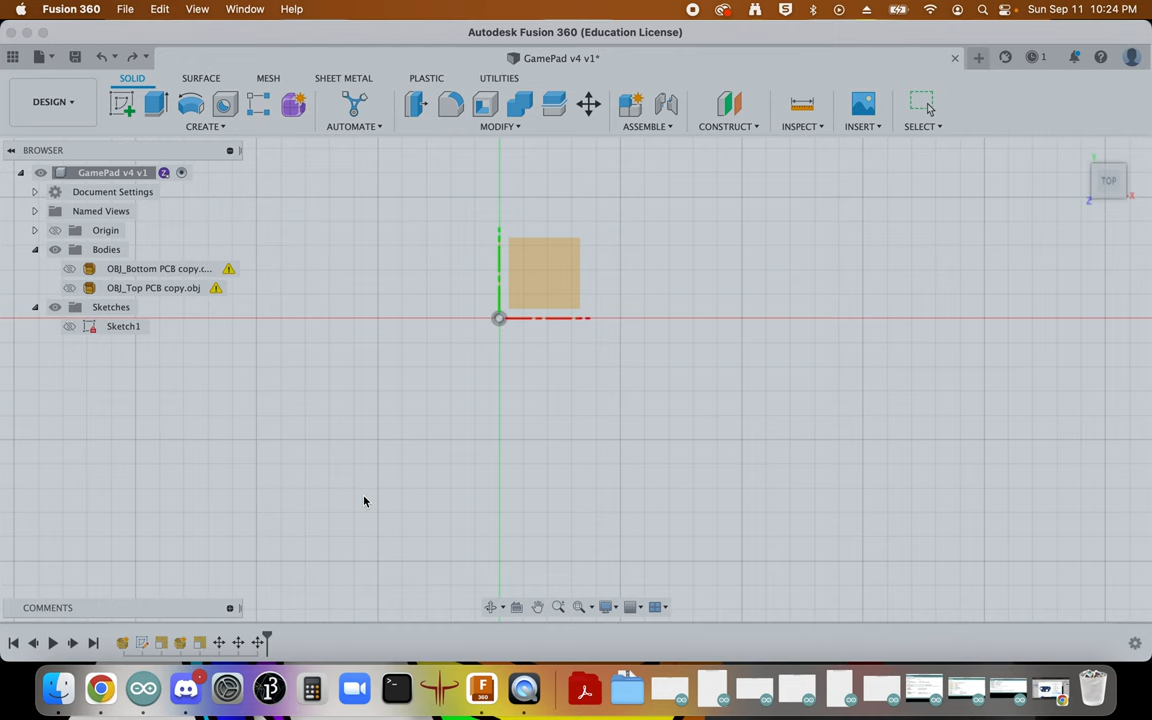 Fusion 360 File Edit View Window Help Sun Sep 11 10:24 PM
Autodesk Fusion 360 (Education License)
GamePad v4 v1* 1
SOLID SURFACE MESH SHEET METAL PLASTIC UTILITIES
DESIGN
CREATE AUTOMATE MODIFY ASSEMBLE CONSTRUCT INSPECT INSERT SELECT
BROWSER
GamePad v4 v1
Document Settings
Named Views
Origin
Bodies
OBJ_Bottom PCB copy.c...
OBJ_Top PCB copy.obj
Sketches
Sketch1
TOP
Y
X
Z
COMMENTS